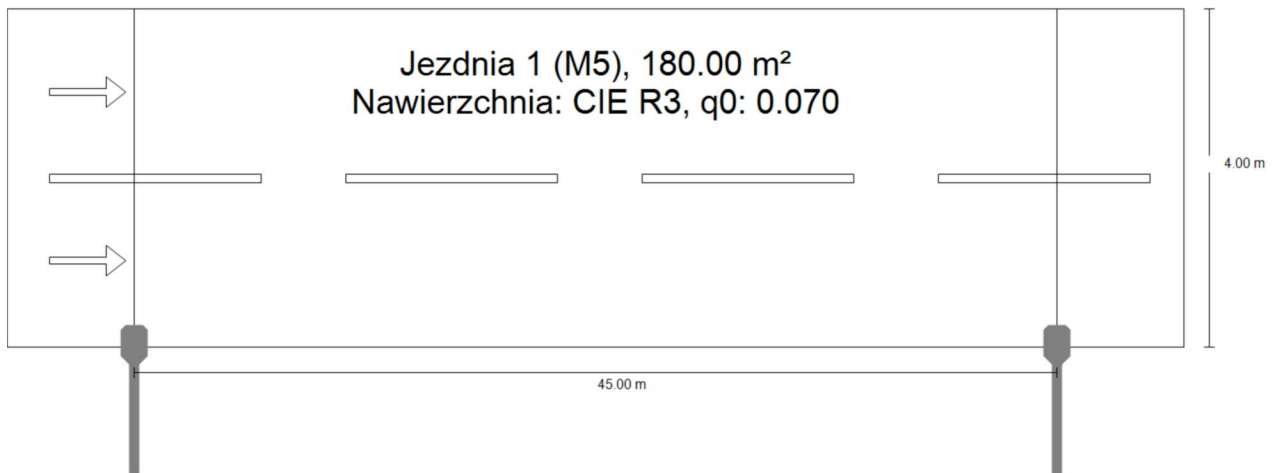 Jezdnia 1 (M5), 180.00 m²
Nawierzchnia: CIE R3, q0: 0.070
4.00 m
45.00 m